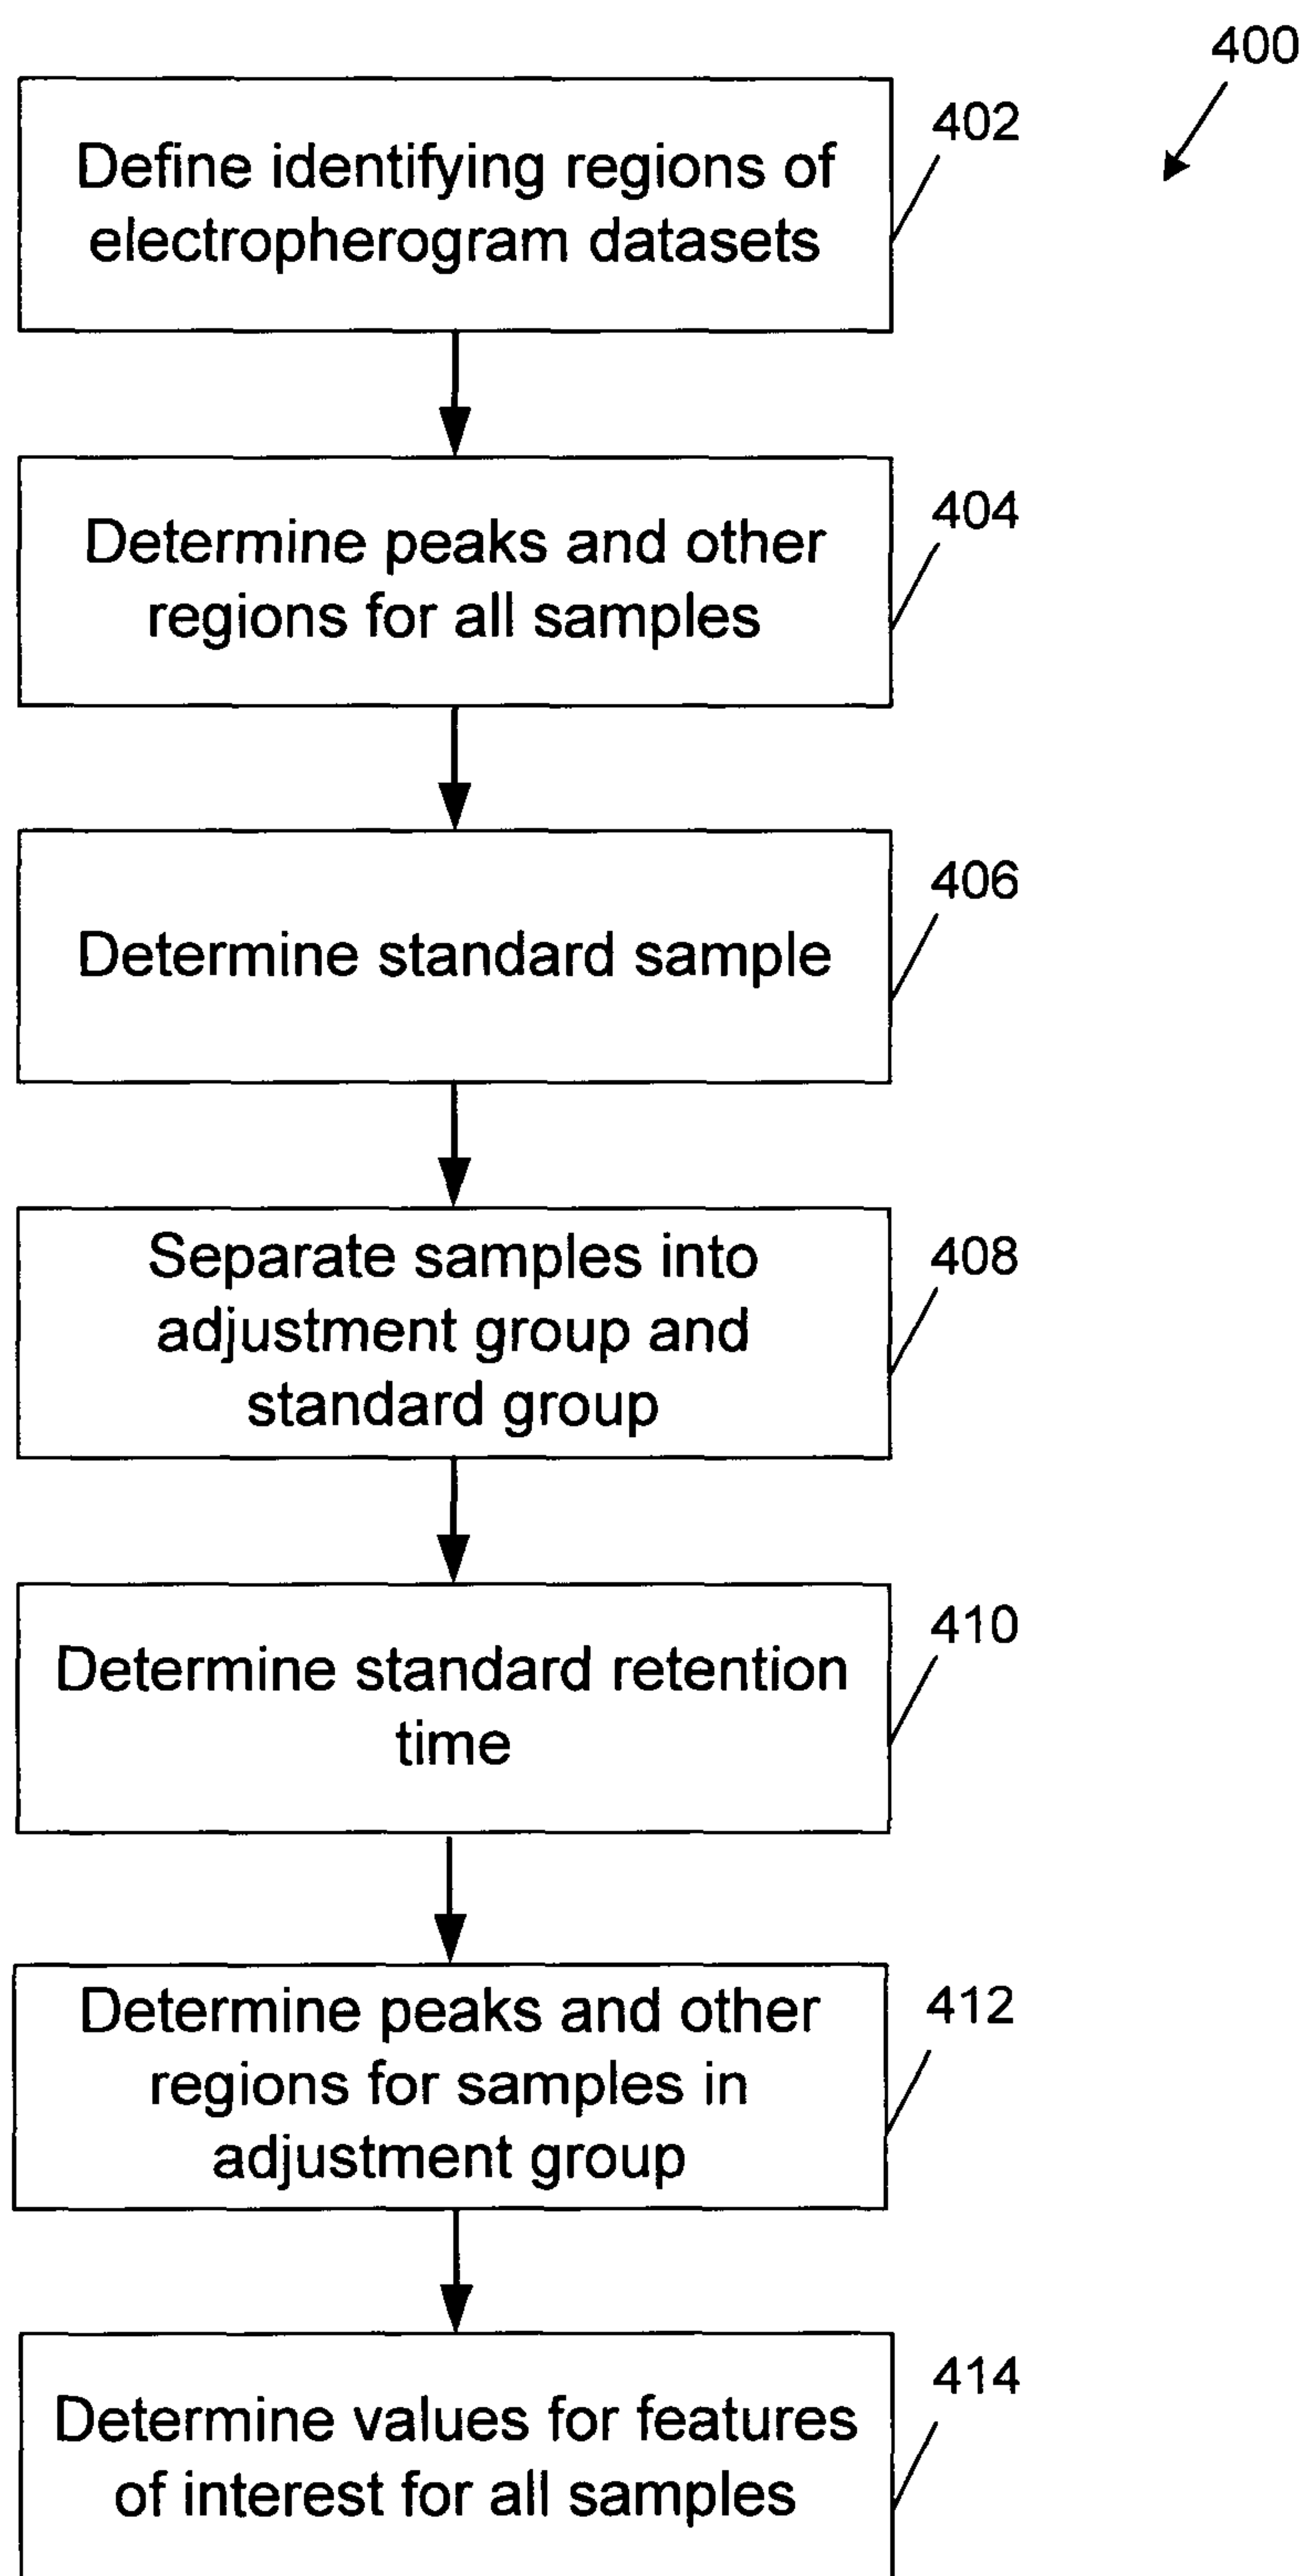 400
402
Define identifying regions of
electropherogram datasets
404
Determine peaks and other
regions for all samples
406
Determine standard sample
408
Separate samples into
adjustment group and
standard group
410
Determine standard retention
time
412
Determine peaks and other
regions for samples in
adjustment group
414
Determine values for features
of interest for all samples